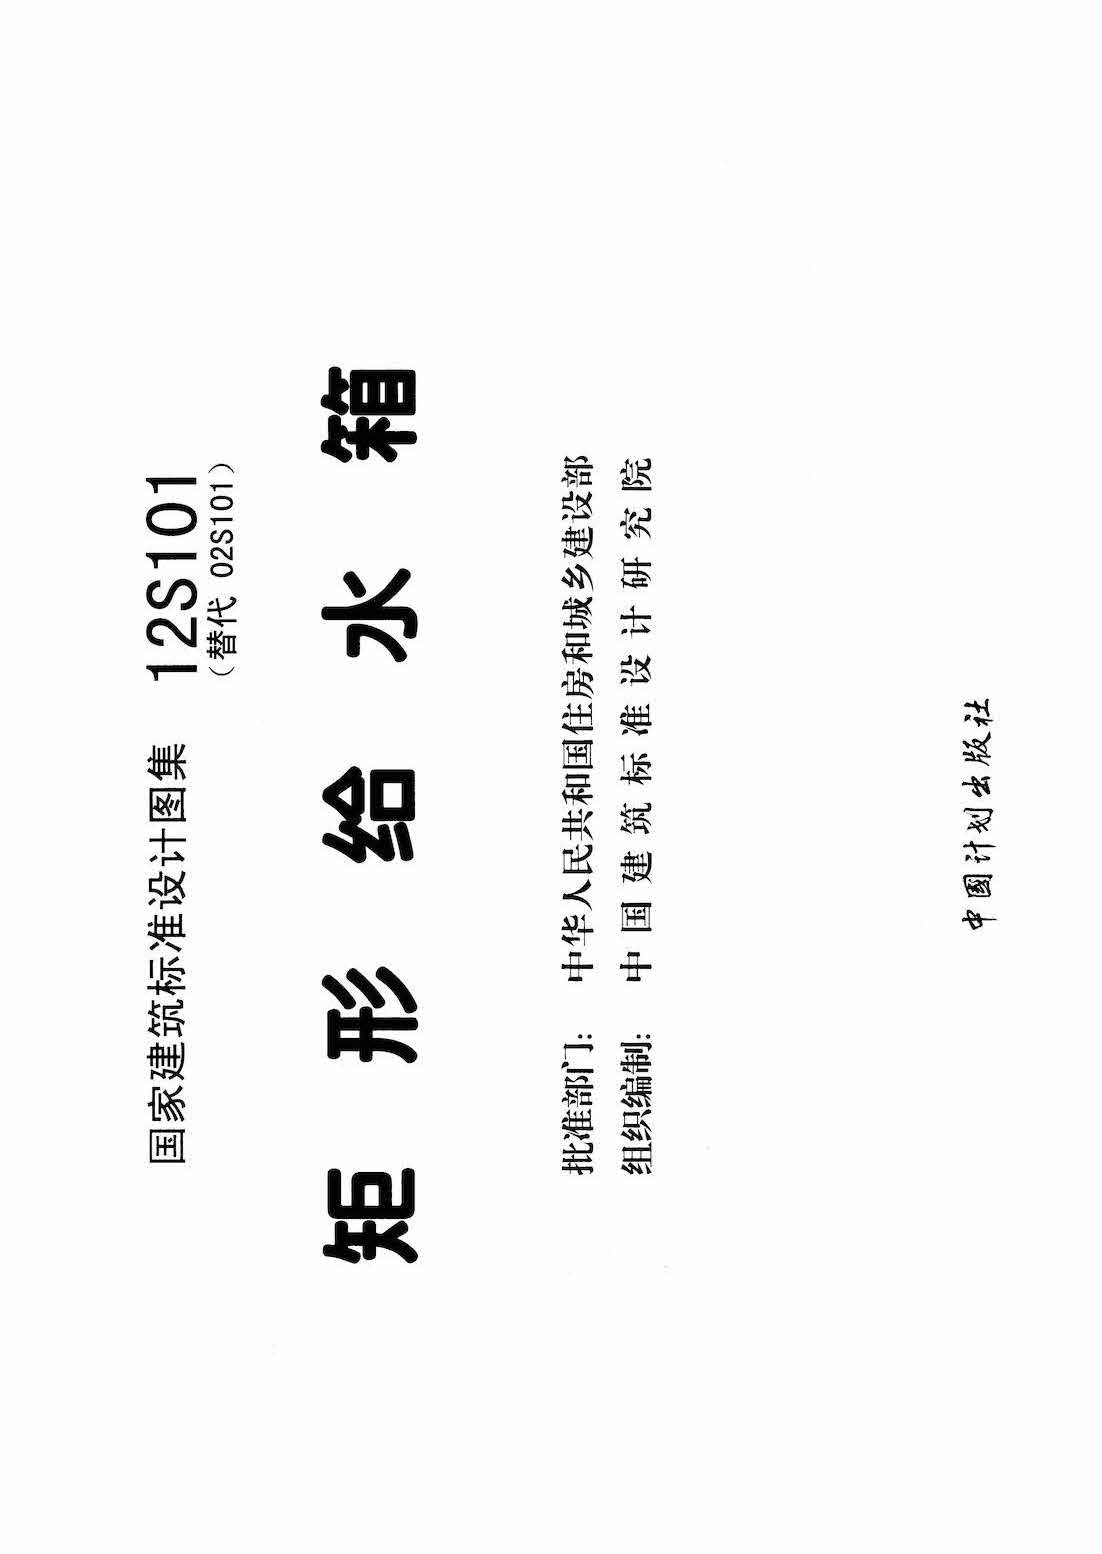 国家建筑标准设计图集 12S101
（替代 02S101）
矩形给水箱
批准部门：中华人民共和国住房和城乡建设部
组织编制：中国建筑标准设计研究院
中國计划出版社